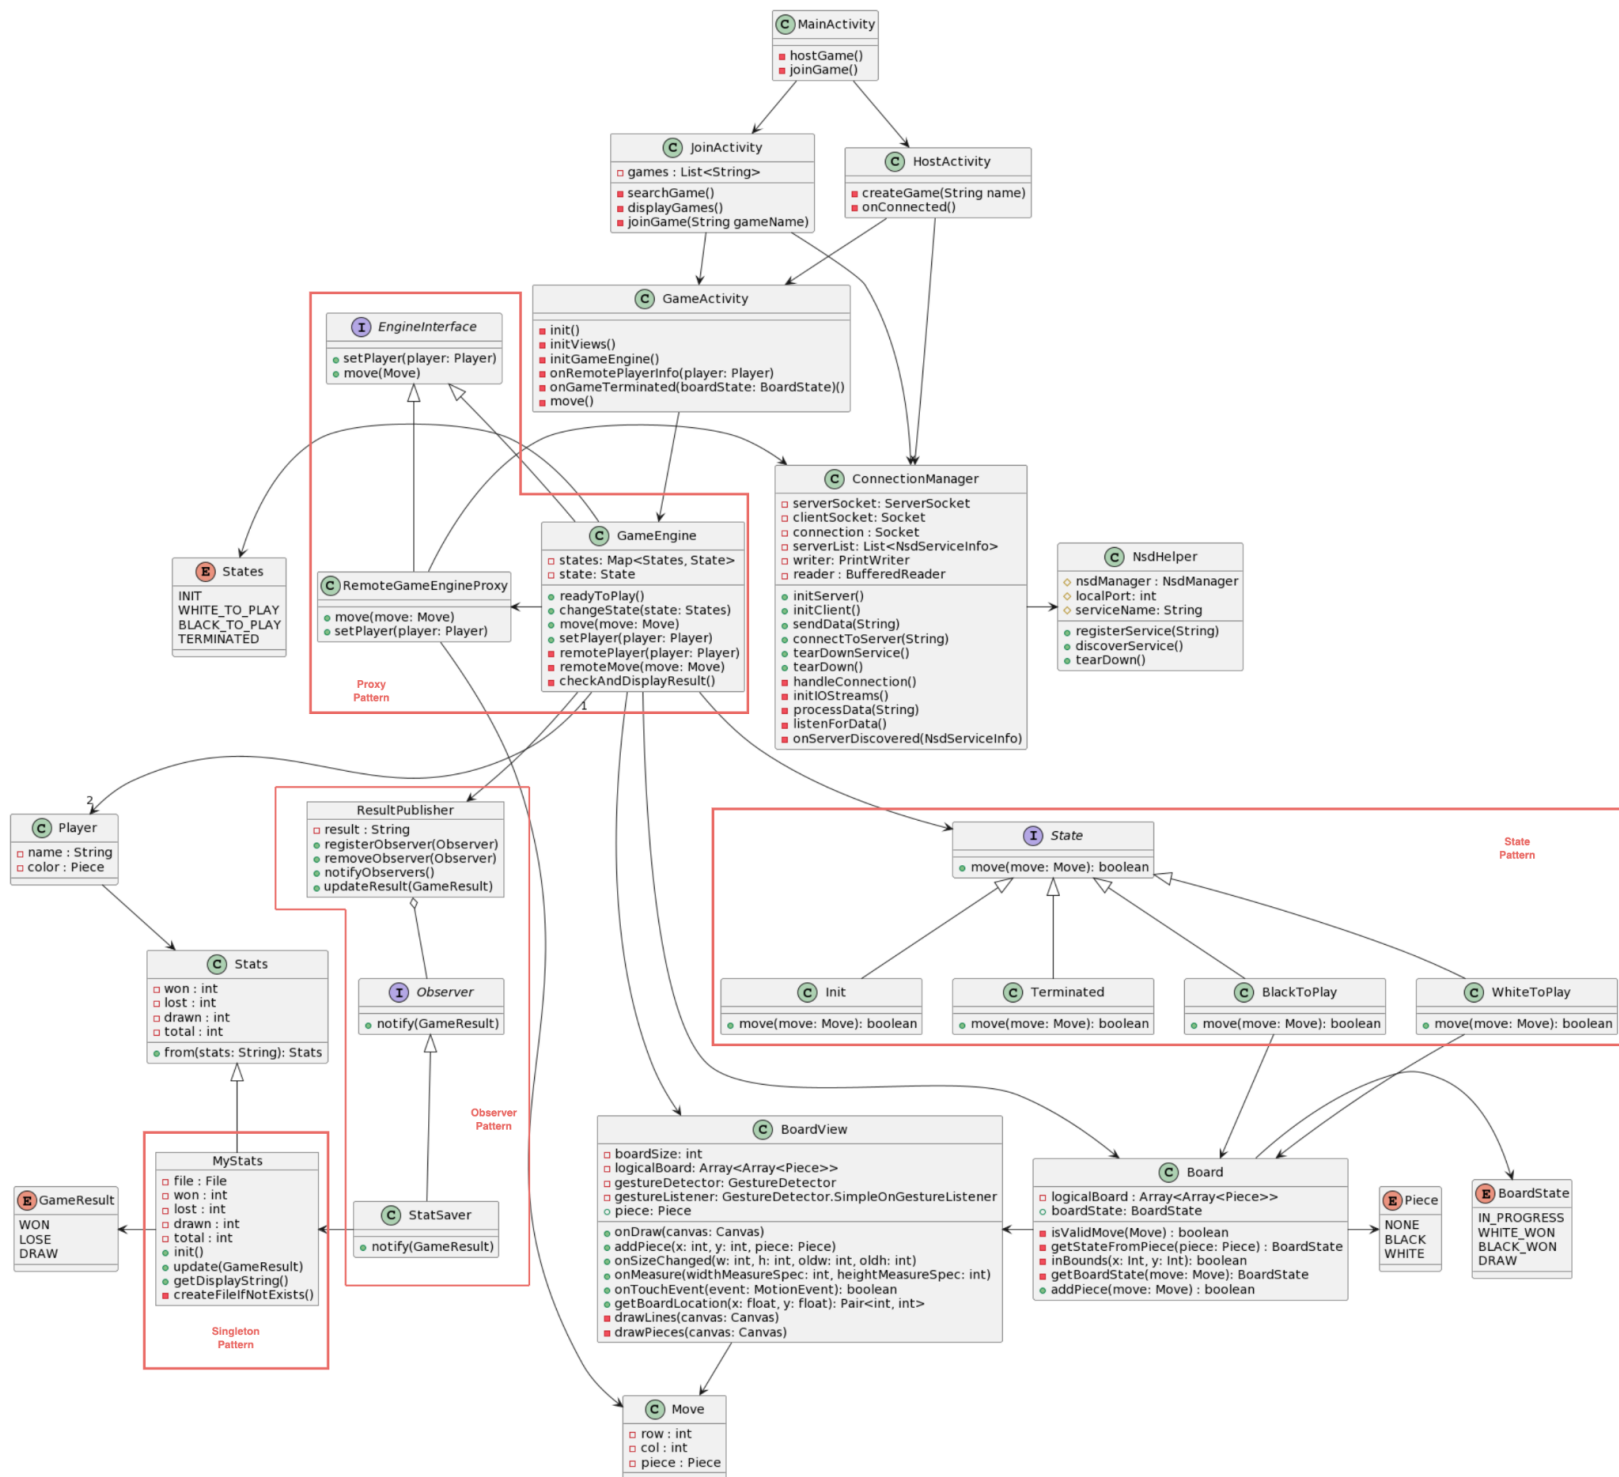 C MainActivity
hostGame()
joinGame()
C JoinActivity
games : List<String>
searchGame()
displayGames()
joinGame(String gameName)
C HostActivity
createGame(String name)
onConnected()
C GameActivity
init()
initViews()
initGameEngine()
onRemotePlayerInfo(player: Player)
onGameTerminated(boardState: BoardState)()
move()
I EngineInterface
setPlayer(player: Player)
move(Move)
C ConnectionManager
serverSocket: ServerSocket
clientSocket: Socket
connection : Socket
serverList: List<NsdServiceInfo>
writer: PrintWriter
reader : BufferedReader
initServer()
initClient()
sendData(String)
connectToServer(String)
tearDownService()
tearDown()
handleConnection()
initIOStreams()
processData(String)
listenForData()
onServerDiscovered(NsdServiceInfo)
C NsdHelper
nsdManager : NsdManager
localPort: int
serviceName: String
registerService(String)
discoverService()
tearDown()
C GameEngine
states: Map<States, State>
state: State
readyToPlay()
changeState(state: States)
move(move: Move)
setPlayer(player: Player)
remotePlayer(player: Player)
remoteMove(move: Move)
checkAndDisplayResult()
E States
INIT
WHITE_TO_PLAY
BLACK_TO_PLAY
TERMINATED
C RemoteGameEngineProxy
move(move: Move)
setPlayer(player: Player)
Proxy
Pattern
1
2
C Player
name : String
color : Piece
ResultPublisher
result : String
registerObserver(Observer)
removeObserver(Observer)
notifyObservers()
updateResult(GameResult)
I State
move(move: Move): boolean
State
Pattern
C Stats
won : int
lost : int
drawn : int
total : int
from(stats: String): Stats
I Observer
notify(GameResult)
C Init
move(move: Move): boolean
C Terminated
move(move: Move): boolean
C BlackToPlay
move(move: Move): boolean
C WhiteToPlay
move(move: Move): boolean
Observer
Pattern
MyStats
file : File
won : int
lost : int
drawn : int
total : int
init()
update(GameResult)
getDisplayString()
createFileIfNotExists()
Singleton
Pattern
E GameResult
WON
LOSE
DRAW
C StatSaver
notify(GameResult)
C BoardView
boardSize: int
logicalBoard: Array<Array<Piece>>
gestureDetector: GestureDetector
gestureListener: GestureDetector.SimpleOnGestureListener
piece: Piece
onDraw(canvas: Canvas)
addPiece(x: int, y: int, piece: Piece)
onSizeChanged(w: int, h: int, oldw: int, oldh: int)
onMeasure(widthMeasureSpec: int, heightMeasureSpec: int)
onTouchEvent(event: MotionEvent): boolean
getBoardLocation(x: float, y: float): Pair<int, int>
drawLines(canvas: Canvas)
drawPieces(canvas: Canvas)
C Board
logicalBoard : Array<Array<Piece>>
boardState: BoardState
isValidMove(Move) : boolean
getStateFromPiece(piece: Piece) : BoardState
inBounds(x: Int, y: Int): boolean
getBoardState(move: Move): BoardState
addPiece(move: Move) : boolean
E Piece
NONE
BLACK
WHITE
E BoardState
IN_PROGRESS
WHITE_WON
BLACK_WON
DRAW
C Move
row : int
col : int
piece : Piece